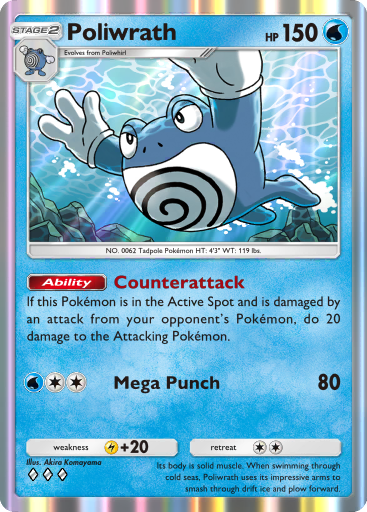 STAGE 2
Poliwrath
HP 150
Evolves from Poliwhirl
NO. 0062 Tadpole Pokémon HT: 4'3" WT: 119 lbs.
Ability Counterattack
If this Pokémon is in the Active Spot and is damaged by
an attack from your opponent's Pokémon, do 20
damage to the Attacking Pokémon.
Mega Punch 80
weakness +20 retreat
Illus. Akira Komayama
Its body is solid muscle. When swimming through
cold seas, Poliwrath uses its impressive arms to
smash through drift ice and plow forward.